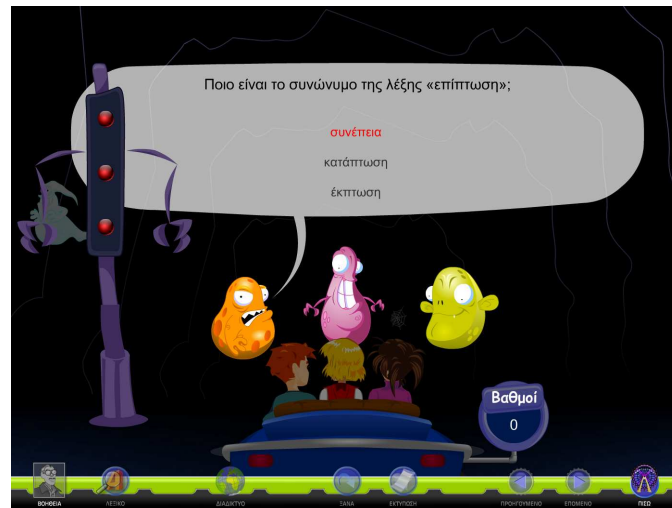 Ποιο είναι το συνώνυμο της λέξης «επίπτωση»;
συνέπεια
κατάπτωση
έκπτωση
Βαθμοί
0
ΒΟΗΘΕΙΑ
ΛΕΞΙΚΟ
ΔΙΑΔΙΚΤΥΟ
ΞΑΝΑ
ΕΚΤΥΠΩΣΗ
ΠΡΟΗΓΟΥΜΕΝΟ
ΕΠΟΜΕΝΟ
ΠΙΣΩ